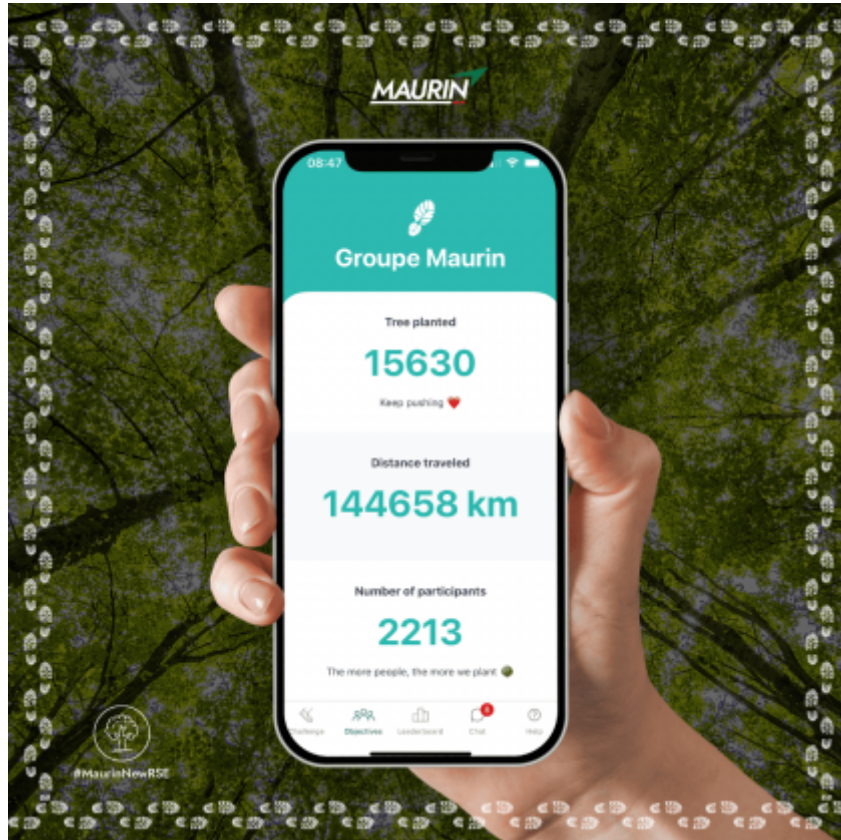 MAURIN
08:47
Groupe Maurin
Tree planted
15630
Keep pushing ❤️
Distance traveled
144658 km
Number of participants
2213
The more people, the more we plant
Challenge
Objectives
Leaderboard
Chat
Help
#MaurinNewRSE